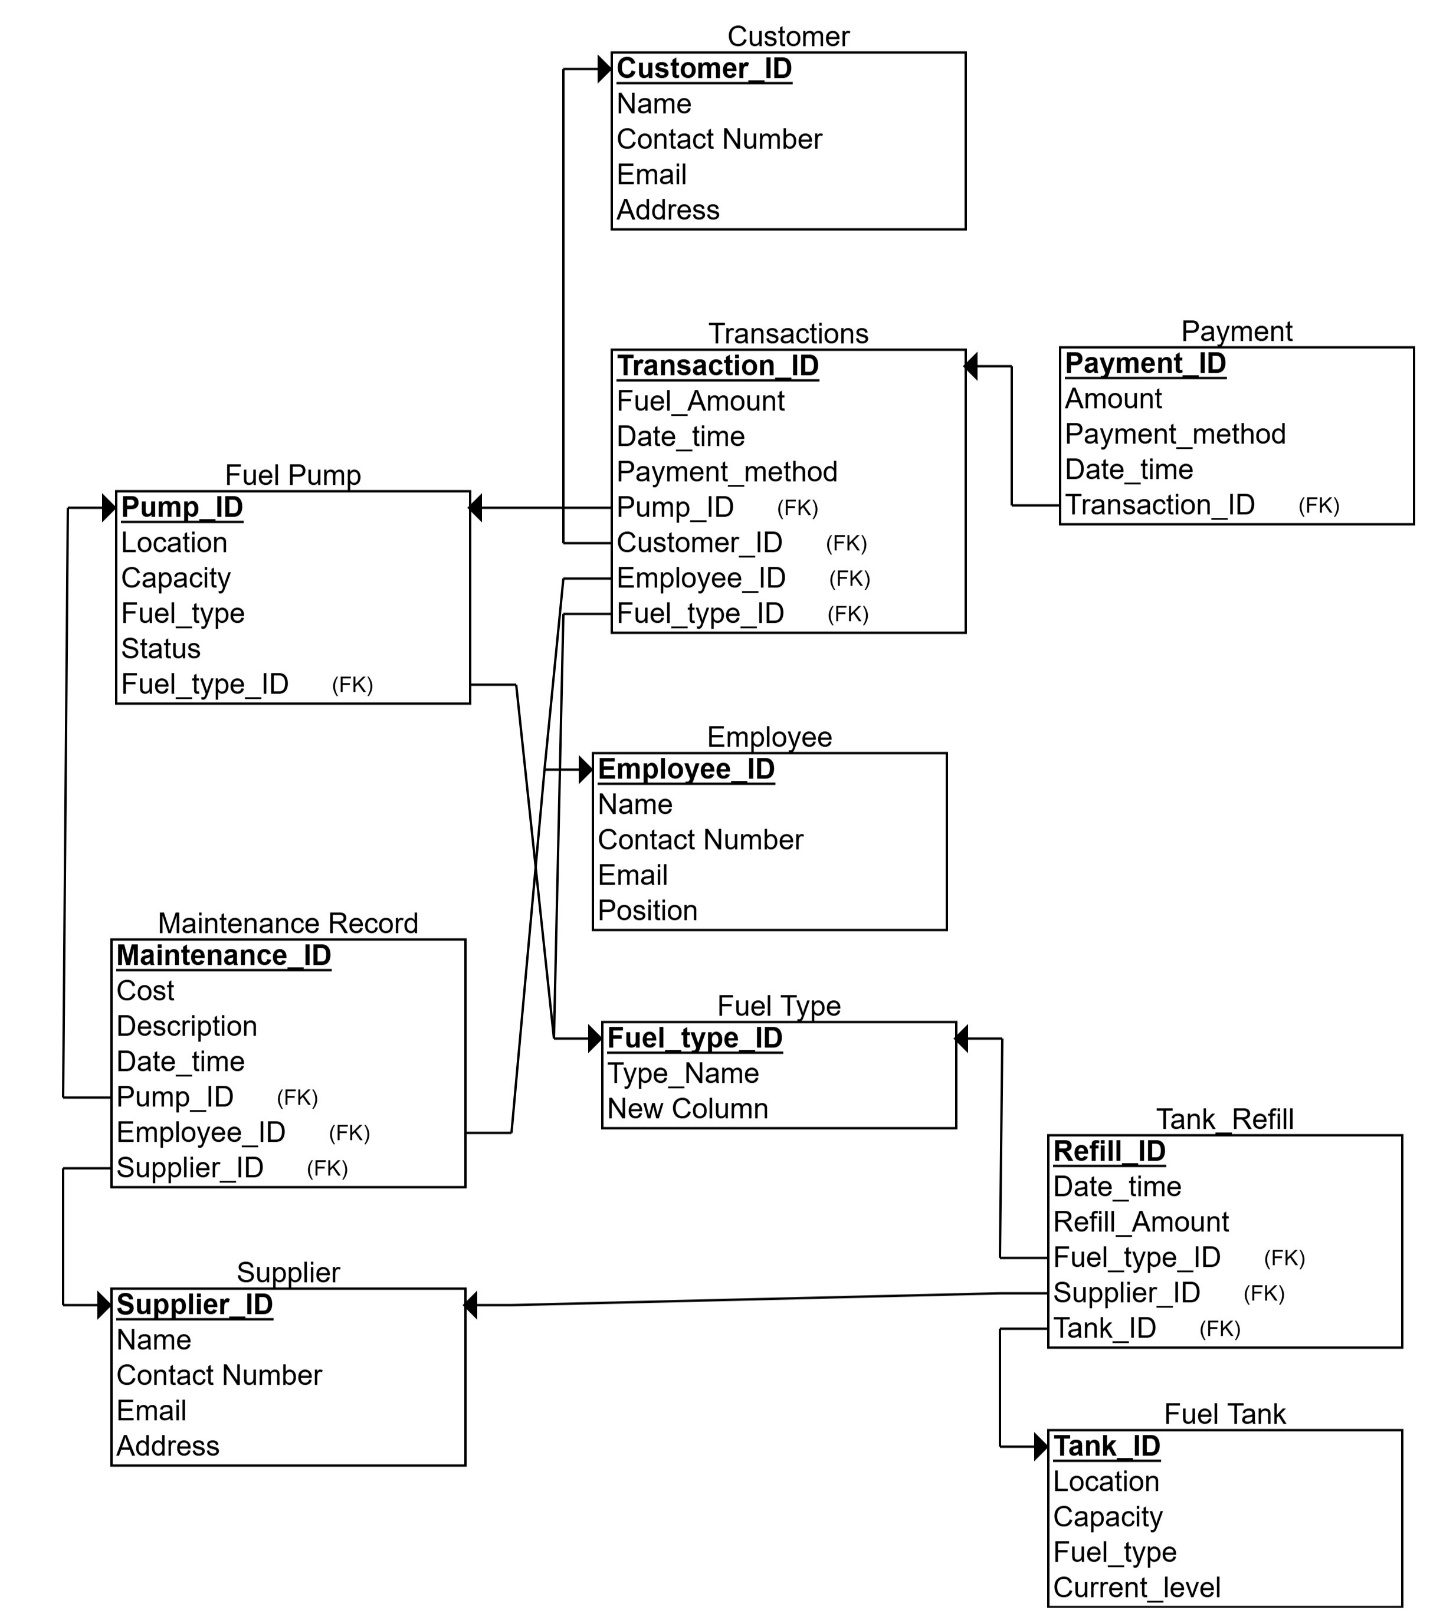 Customer
Customer_ID
Name
Contact Number
Email
Address
Transactions
Transaction_ID
Fuel_Amount
Date_time
Payment_method
Pump_ID (FK)
Customer_ID (FK)
Employee_ID (FK)
Fuel_type_ID (FK)
Payment
Payment_ID
Amount
Payment_method
Date_time
Transaction_ID (FK)
Fuel Pump
Pump_ID
Location
Capacity
Fuel_type
Status
Fuel_type_ID (FK)
Employee
Employee_ID
Name
Contact Number
Email
Position
Maintenance Record
Maintenance_ID
Cost
Description
Date_time
Pump_ID (FK)
Employee_ID (FK)
Supplier_ID (FK)
Fuel Type
Fuel_type_ID
Type_Name
New Column
Tank_Refill
Refill_ID
Date_time
Refill_Amount
Fuel_type_ID (FK)
Supplier_ID (FK)
Tank_ID (FK)
Supplier
Supplier_ID
Name
Contact Number
Email
Address
Fuel Tank
Tank_ID
Location
Capacity
Fuel_type
Current_level